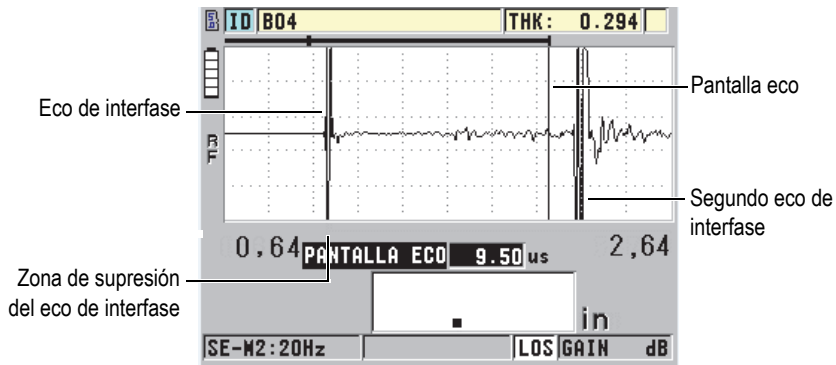 ID B04 THK: 0.294
Pantalla eco
Eco de interfase
RF
Segundo eco de
interfase
0,64 PANTALLA ECO 9.50 us 2,64
Zona de supresión
del eco de interfase
in
SE-M2:20Hz LOS GAIN dB